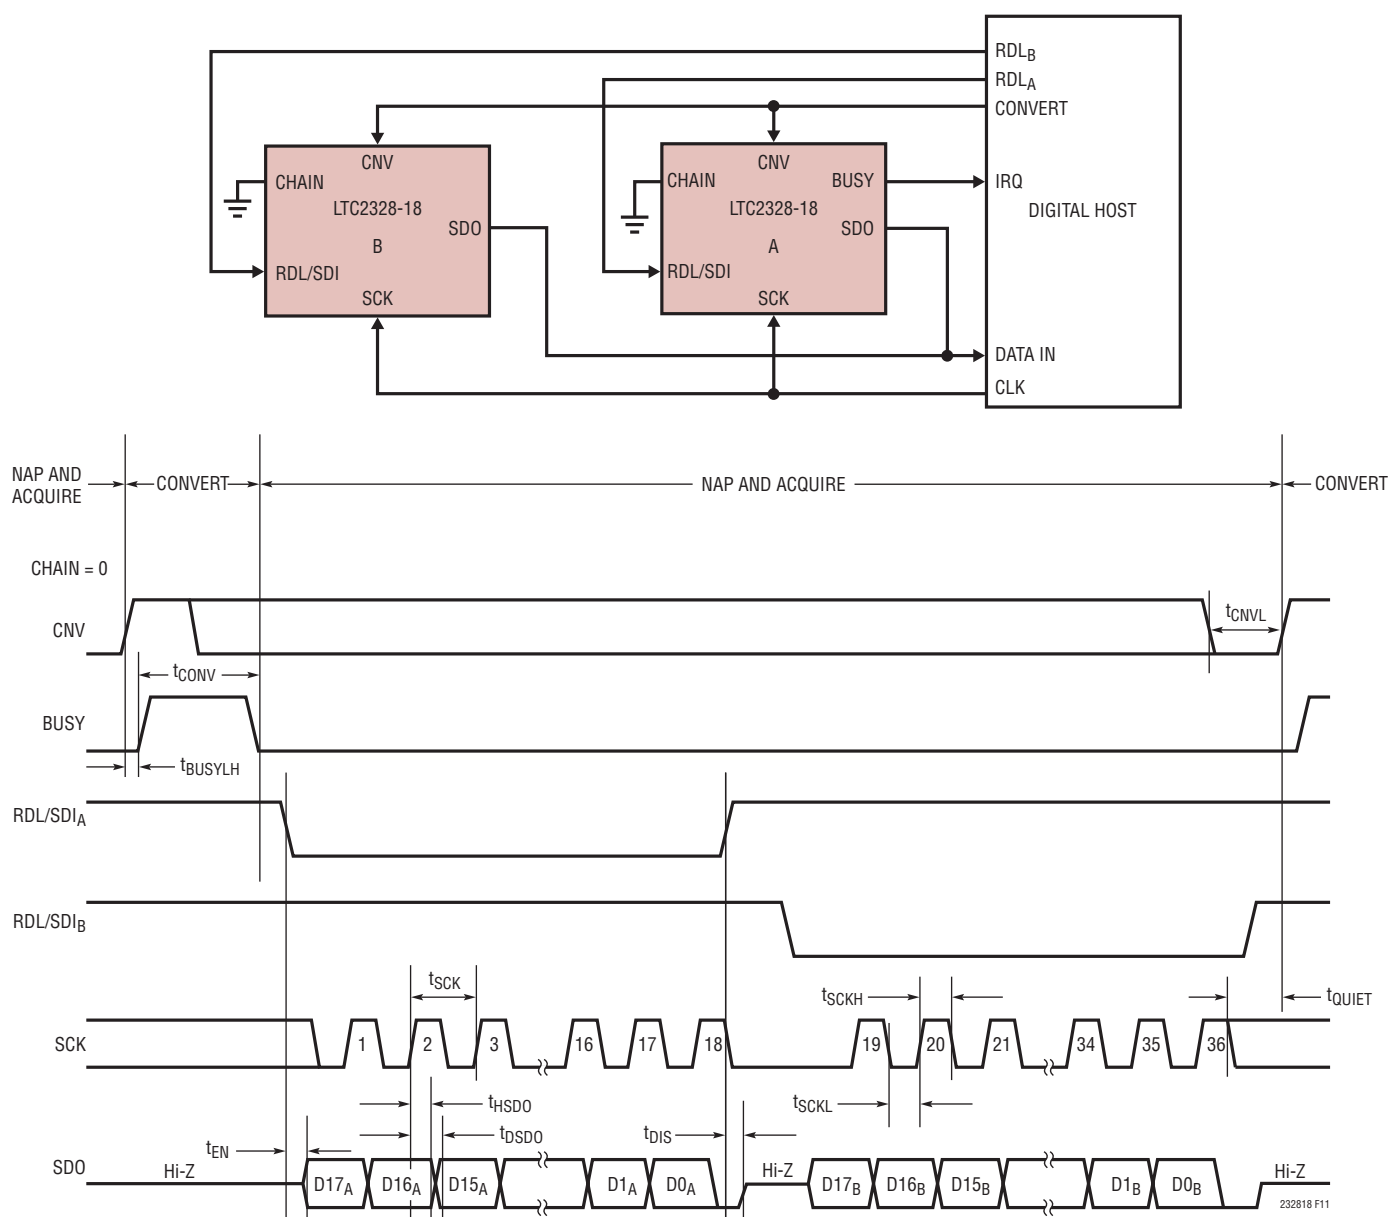 RDLB
RDLA
CONVERT
CNV
CHAIN
LTC2328-18
B
SDO
RDL/SDI
SCK
CNV
CHAIN
BUSY
LTC2328-18
SDO
A
RDL/SDI
SCK
IRQ
DIGITAL HOST
DATA IN
CLK
NAP AND
ACQUIRE
CONVERT
NAP AND ACQUIRE
CONVERT
CHAIN = 0
CNV
tCNVL
tCONV
BUSY
tBUSYLH
RDL/SDIA
RDL/SDIB
tSCK
tSCKH
tQUIET
SCK
1 2 3 16 17 18 19 20 21 34 35 36
tHSDO
tSCKL
tEN
tDSDO
tDIS
SDO
Hi-Z D17A D16A D15A D1A D0A Hi-Z D17B D16B D15B D1B D0B Hi-Z
232818 F11